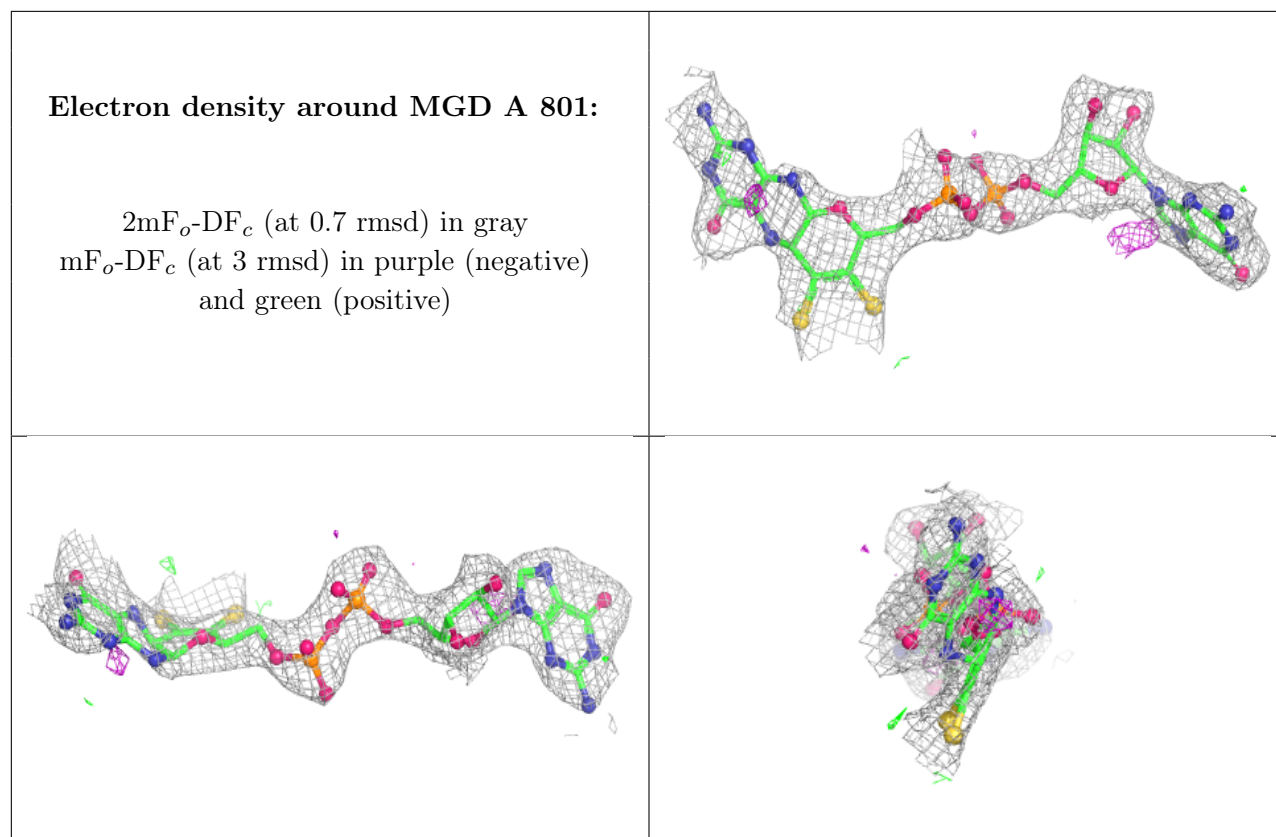 Electron density around MGD A 801:
2mFo-DFc (at 0.7 rmsd) in gray
mFo-DFc (at 3 rmsd) in purple (negative)
and green (positive)